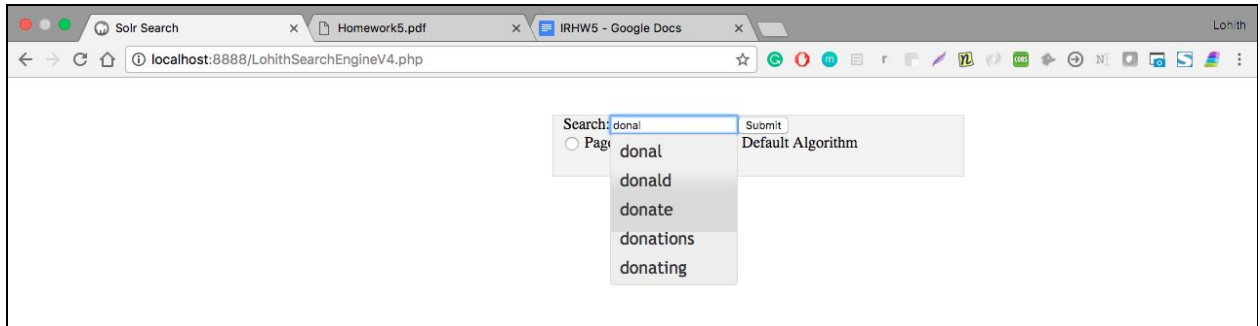 Solr Search Homework5.pdf IRHW5 - Google Docs Lohith
localhost:8888/LohithSearchEngineV4.php
Search: donal Submit
Page Default Algorithm
donal
donald
donate
donations
donating